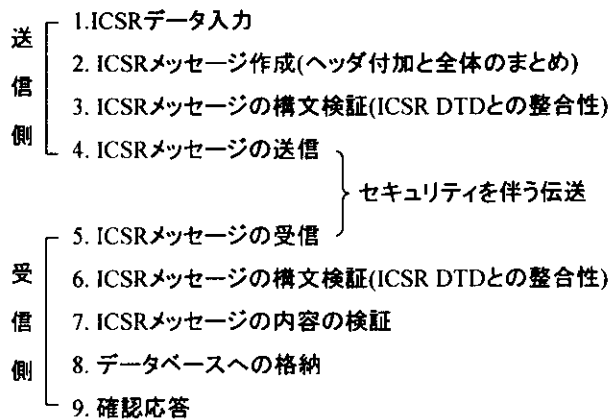 送信側
1.ICSRデータ入力
2. ICSRメッセージ作成(ヘッダ付加と全体のまとめ)
3. ICSRメッセージの構文検証(ICSR DTDとの整合性)
4. ICSRメッセージの送信
セキュリティを伴う伝送
受信側
5. ICSRメッセージの受信
6. ICSRメッセージの構文検証(ICSR DTDとの整合性)
7. ICSRメッセージの内容の検証
8. データベースへの格納
9. 確認応答